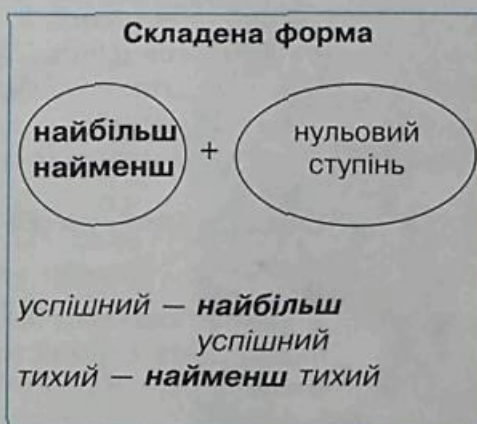 Складена форма
найбільш
найменш
+
нульовий
ступінь
успішний — найбільш
успішний
тихий — найменш тихий